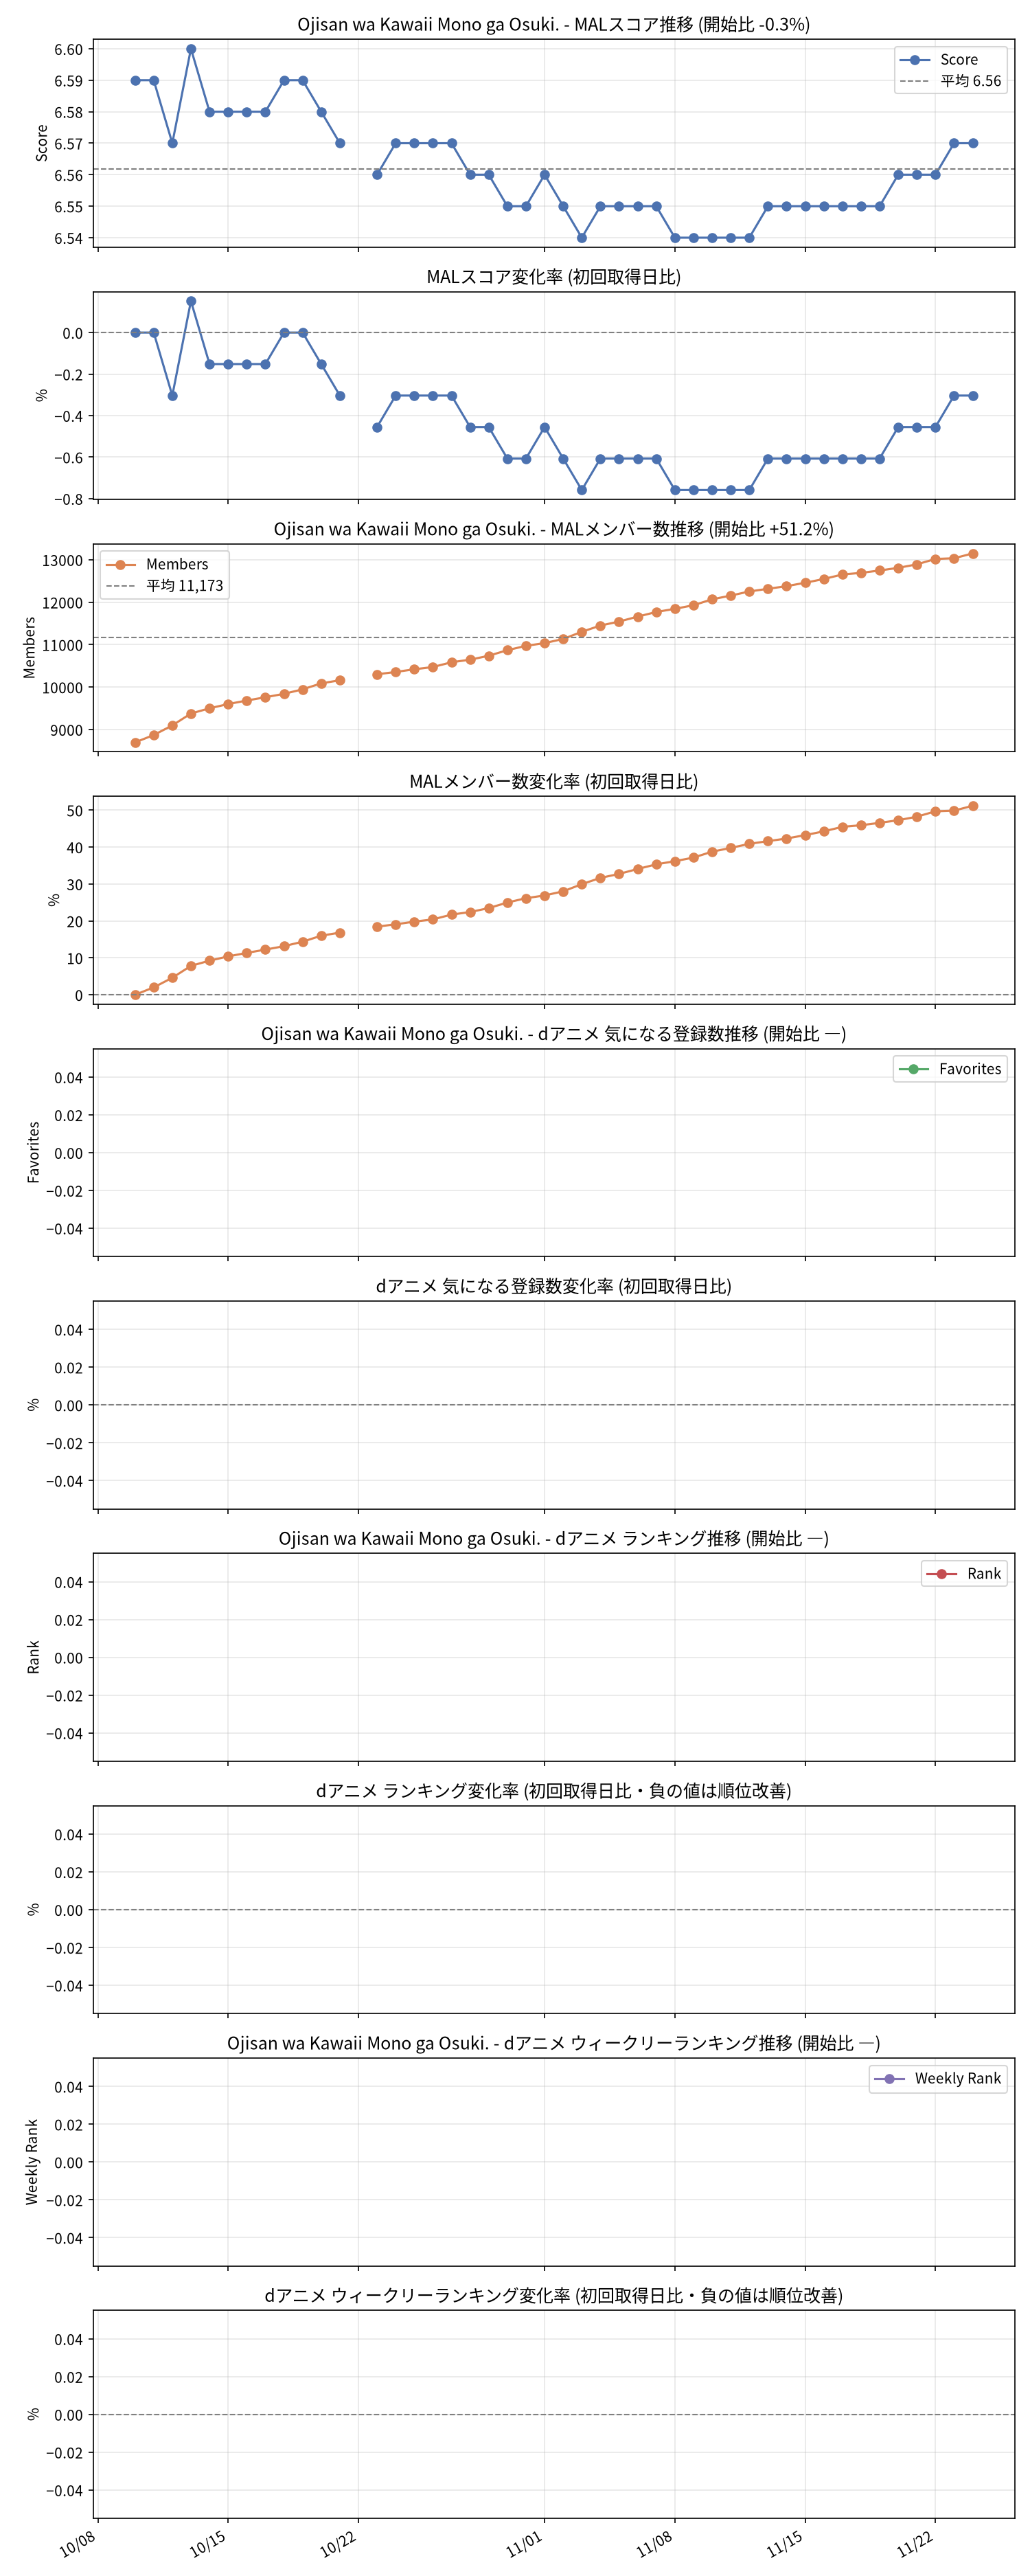 Ojisan wa Kawaii Mono ga Osuki. - MALスコア推移 (開始比 -0.3%)
Score
平均 6.56
Score
6.60
6.59
6.58
6.57
6.56
6.55
6.54
MALスコア変化率 (初回取得日比)
%
0.0
−0.2
−0.4
−0.6
−0.8
Ojisan wa Kawaii Mono ga Osuki. - MALメンバー数推移 (開始比 +51.2%)
Members
平均 11,173
Members
13000
12000
11000
10000
9000
MALメンバー数変化率 (初回取得日比)
%
50
40
30
20
10
0
Ojisan wa Kawaii Mono ga Osuki. - dアニメ 気になる登録数推移 (開始比 —)
Favorites
Favorites
0.04
0.02
0.00
−0.02
−0.04
dアニメ 気になる登録数変化率 (初回取得日比)
%
0.04
0.02
0.00
−0.02
−0.04
Ojisan wa Kawaii Mono ga Osuki. - dアニメ ランキング推移 (開始比 —)
Rank
Rank
0.04
0.02
0.00
−0.02
−0.04
dアニメ ランキング変化率 (初回取得日比・負の値は順位改善)
%
0.04
0.02
0.00
−0.02
−0.04
Ojisan wa Kawaii Mono ga Osuki. - dアニメ ウィークリーランキング推移 (開始比 —)
Weekly Rank
Weekly Rank
0.04
0.02
0.00
−0.02
−0.04
dアニメ ウィークリーランキング変化率 (初回取得日比・負の値は順位改善)
%
0.04
0.02
0.00
−0.02
−0.04
10/08
10/15
10/22
11/01
11/08
11/15
11/22